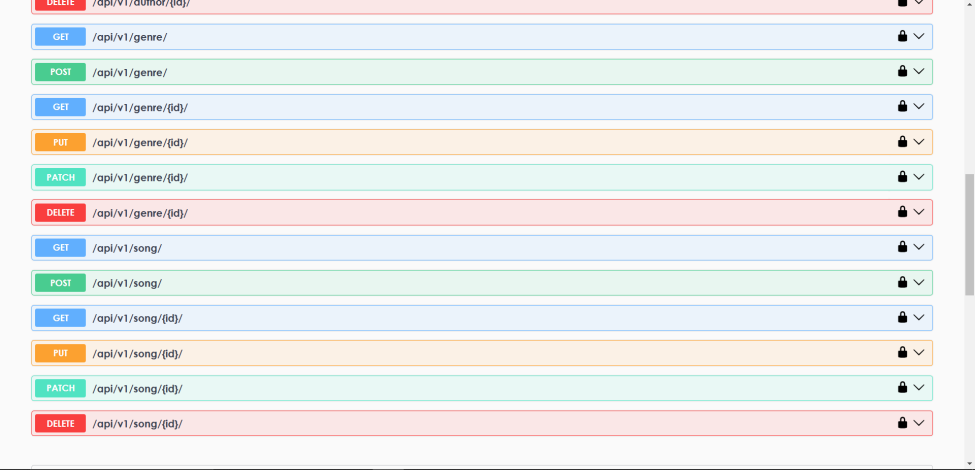 DELETE /api/v1/author/{id}/
GET /api/v1/genre/
POST /api/v1/genre/
GET /api/v1/genre/{id}/
PUT /api/v1/genre/{id}/
PATCH /api/v1/genre/{id}/
DELETE /api/v1/genre/{id}/
GET /api/v1/song/
POST /api/v1/song/
GET /api/v1/song/{id}/
PUT /api/v1/song/{id}/
PATCH /api/v1/song/{id}/
DELETE /api/v1/song/{id}/